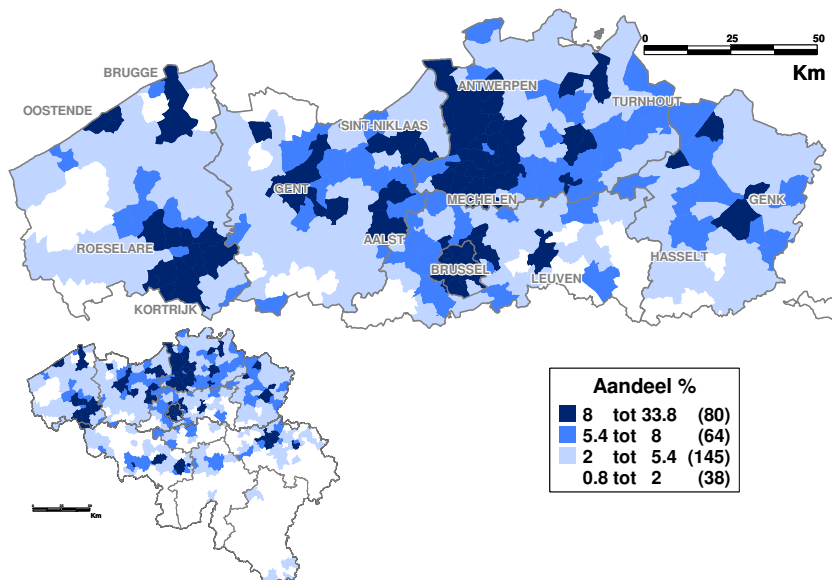 0 25 50
Km
BRUGGE
OOSTENDE
ANTWERPEN
TURNHOUT
SINT-NIKLAAS
GENT
MECHELEN
GENK
AALST
ROESELARE
BRUSSEL
HASSELT
LEUVEN
KORTRIJK
Aandeel %
8 tot 33.8 (80)
5.4 tot 8 (64)
2 tot 5.4 (145)
0.8 tot 2 (38)
Km